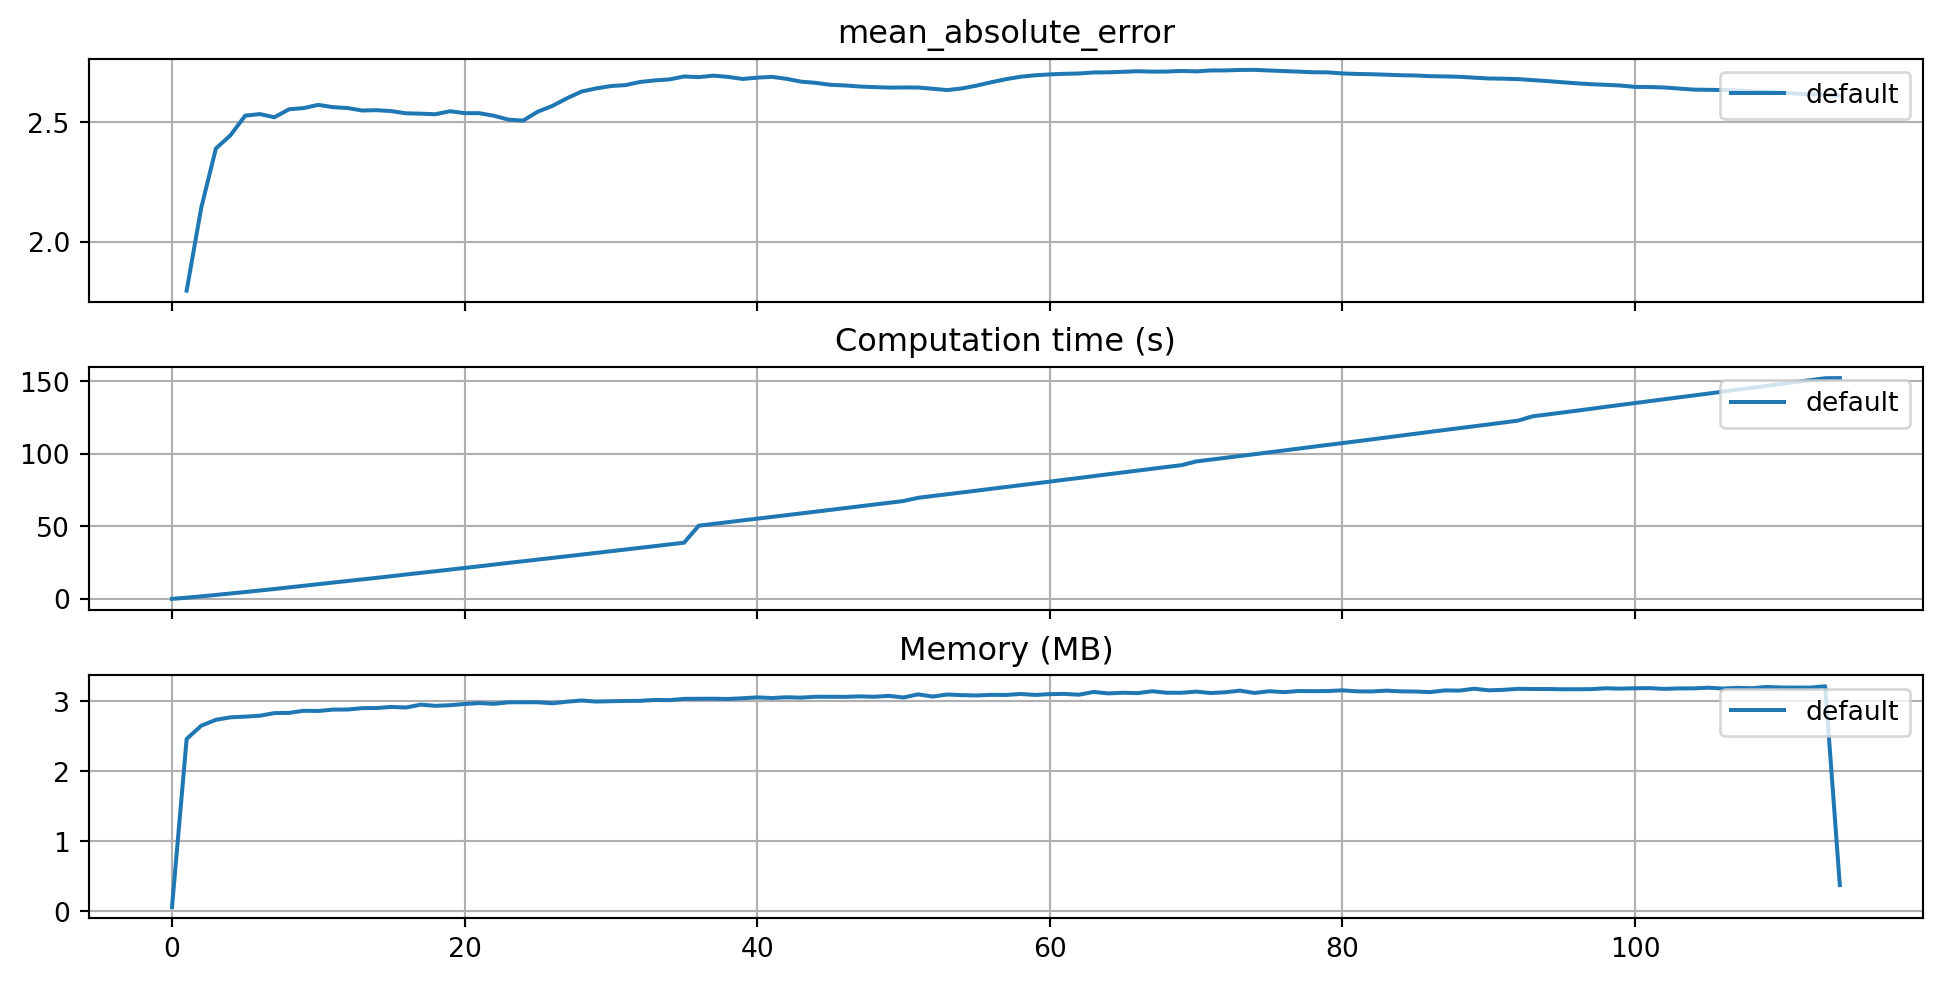 mean_absolute_error
2.5
2.0
default
Computation time (s)
150
100
50
0
default
Memory (MB)
3
2
1
0
default
0 20 40 60 80 100